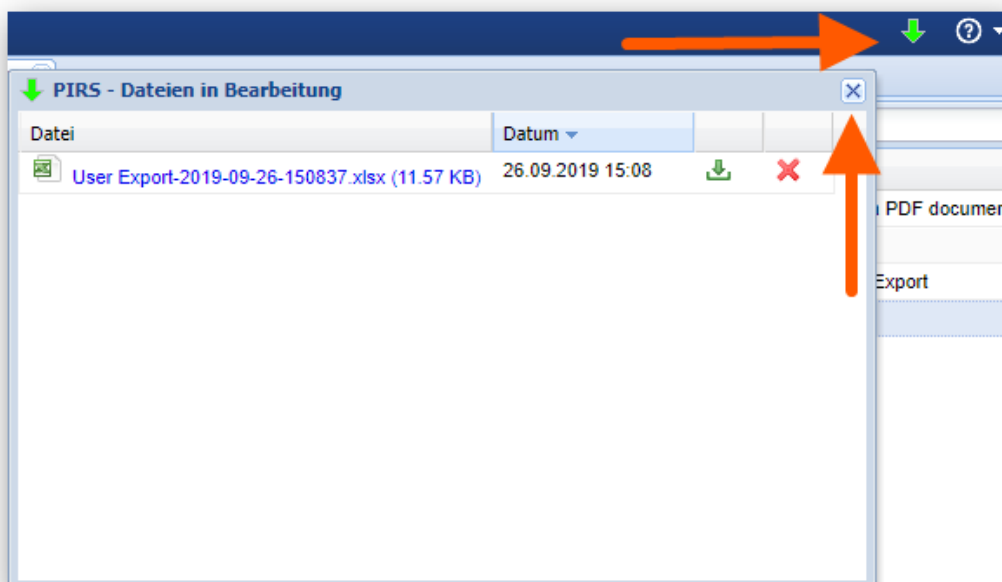 PIRS - Dateien in Bearbeitung
Datei Datum
User Export-2019-09-26-150837.xlsx (11.57 KB) 26.09.2019 15:08
PDF documen
Export